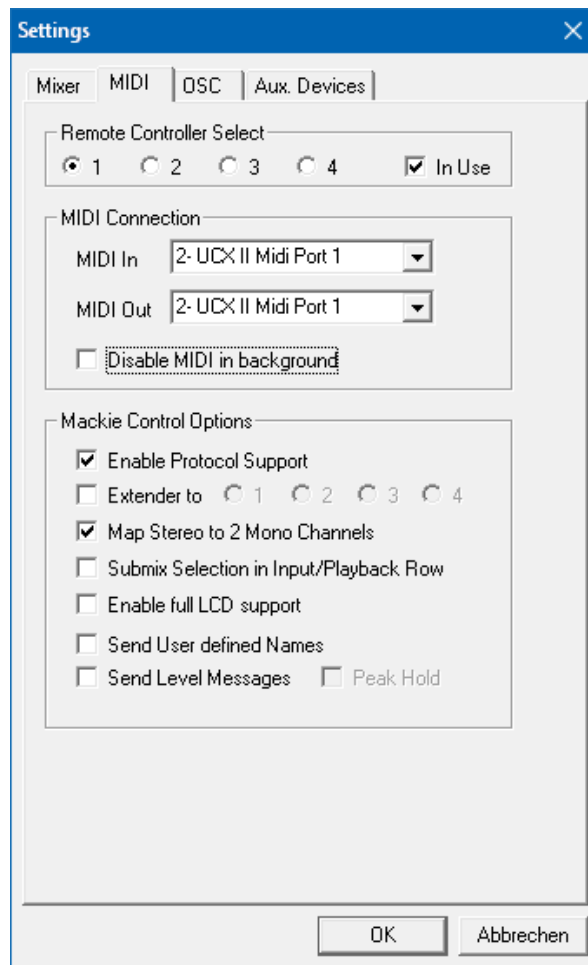 Settings
Mixer MIDI OSC Aux. Devices
Remote Controller Select
1 2 3 4 In Use
MIDI Connection
MIDI In 2- UCX II Midi Port 1
MIDI Out 2- UCX II Midi Port 1
Disable MIDI in background
Mackie Control Options
Enable Protocol Support
Extender to 1 2 3 4
Map Stereo to 2 Mono Channels
Submix Selection in Input/Playback Row
Enable full LCD support
Send User defined Names
Send Level Messages Peak Hold
OK Abbrechen